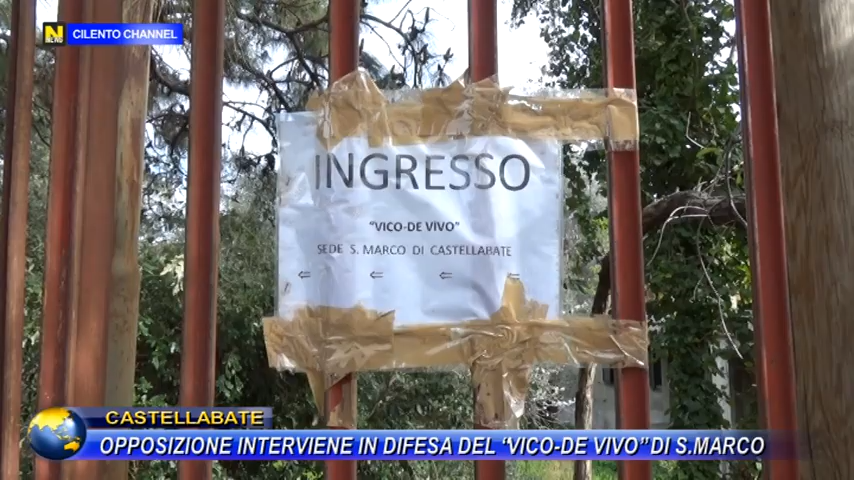 N
NEWS
CILENTO CHANNEL
INGRESSO
“VICO-DE VIVO”
SEDE S. MARCO DI CASTELLABATE
⇐ ⇐ ⇐ ⇐
CASTELLABATE
OPPOSIZIONE INTERVIENE IN DIFESA DEL “VICO-DE VIVO” DI S.MARCO